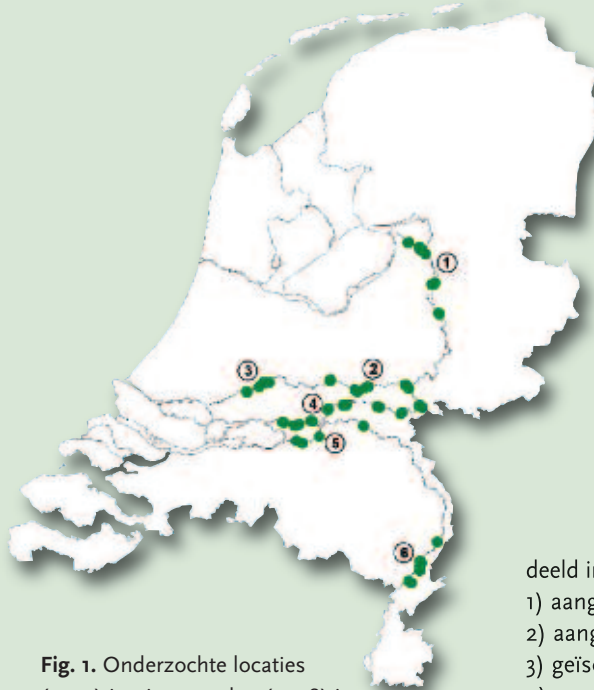 1
2
3
4
5
6
Fig. 1. Onderzochte locaties
deeld in
1) aang
2) aang
3) geïso